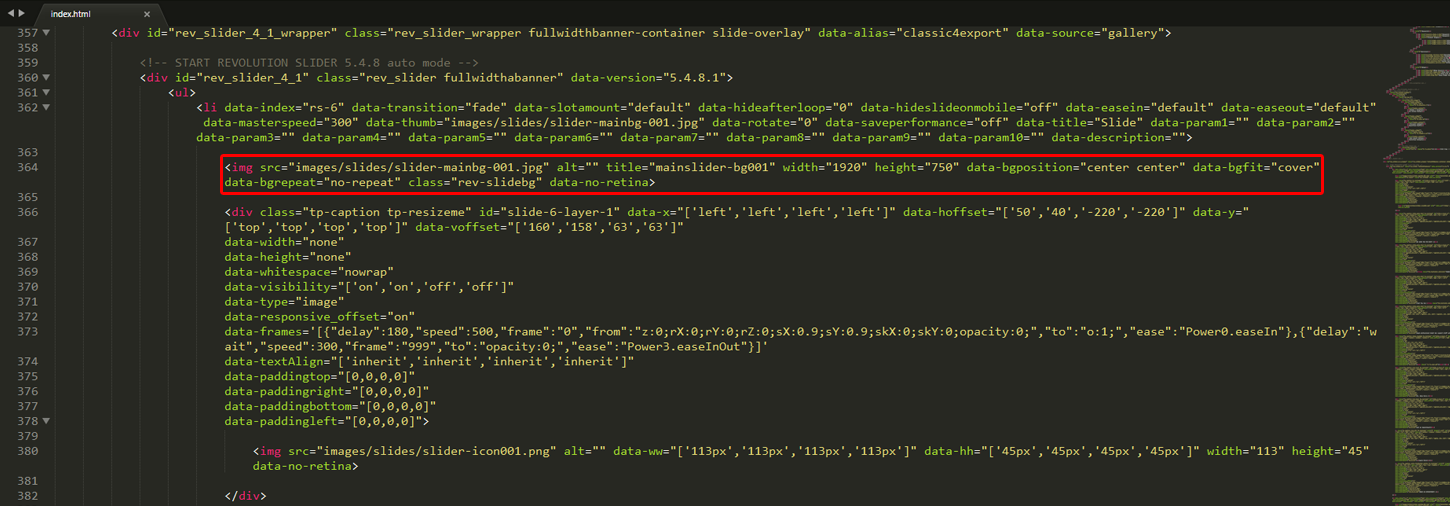 index.html ×
357 <div id="rev_slider_4_1_wrapper" class="rev_slider_wrapper fullwidthbanner-container slide-overlay" data-alias="classic4export" data-source="gallery">
358
359 <!-- START REVOLUTION SLIDER 5.4.8 auto mode -->
360 <div id="rev_slider_4_1" class="rev_slider fullwidthabanner" data-version="5.4.8.1">
361 <ul>
362 <li data-index="rs-6" data-transition="fade" data-slotamount="default" data-hideafterloop="0" data-hideslideonmobile="off" data-easein="default" data-easeout="default"
data-masterspeed="300" data-thumb="images/slides/slider-mainbg-001.jpg" data-rotate="0" data-saveperformance="off" data-title="Slide" data-param1="" data-param2=""
data-param3="" data-param4="" data-param5="" data-param6="" data-param7="" data-param8="" data-param9="" data-param10="" data-description="">
363
364 <img src="images/slides/slider-mainbg-001.jpg" alt="" title="mainslider-bg001" width="1920" height="750" data-bgposition="center center" data-bgfit="cover"
data-bgrepeat="no-repeat" class="rev-slidebg" data-no-retina>
365
366 <div class="tp-caption tp-resizeme" id="slide-6-layer-1" data-x="['left','left','left','left']" data-hoffset="['50','40','-220','-220']" data-y="
['top','top','top','top']" data-voffset="['160','158','63','63']"
367 data-width="none"
368 data-height="none"
369 data-whitespace="nowrap"
370 data-visibility="['on','on','off','off']"
371 data-type="image"
372 data-responsive_offset="on"
373 data-frames='[{"delay":180,"speed":500,"frame":"0","from":"z:0;rX:0;rY:0;rZ:0;sX:0.9;sY:0.9;skX:0;skY:0;opacity:0;","to":"o:1;","ease":"Power0.easeIn"},{"delay":"w
ait","speed":300,"frame":"999","to":"opacity:0;","ease":"Power3.easeInOut"}]'
374 data-textAlign="['inherit','inherit','inherit','inherit']"
375 data-paddingtop="[0,0,0,0]"
376 data-paddingright="[0,0,0,0]"
377 data-paddingbottom="[0,0,0,0]"
378 data-paddingleft="[0,0,0,0]">
379
380 <img src="images/slides/slider-icon001.png" alt="" data-ww="['113px','113px','113px','113px']" data-hh="['45px','45px','45px','45px']" width="113" height="45"
data-no-retina>
381
382 </div>